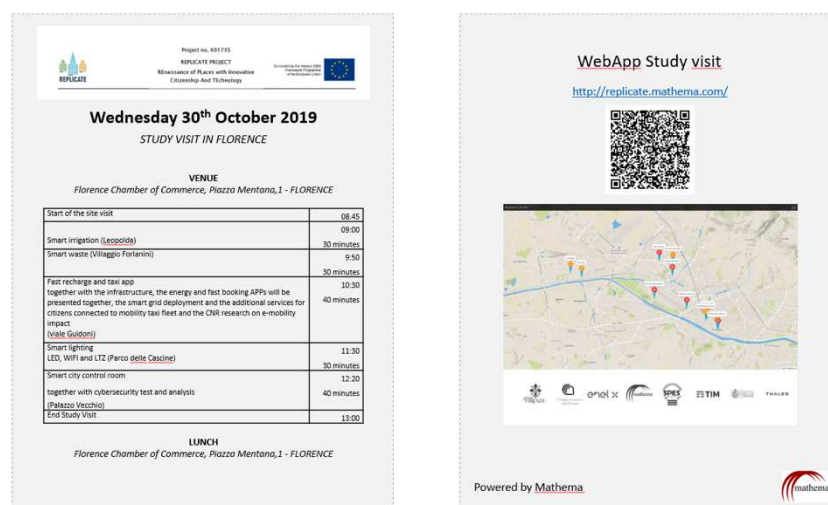 REPLICATE
Project no. 691735
REPLICATE PROJECT
REnaissance of PLaces with Innovative
Citizenship And TEchnology
Wednesday 30th October 2019
STUDY VISIT IN FLORENCE
VENUE
Florence Chamber of Commerce, Piazza Mentana,1 - FLORENCE
Start of the site visit 08.45
09:00
Smart irrigation (Leopolda)
30 minutes
Smart waste (Villaggio Forlanini) 9:50
30 minutes
Fast recharge and taxi app 10:30
together with the infrastructure, the energy and fast booking APPs will be
presented together, the smart grid deployment and the additional services for 40 minutes
citizens connected to mobility taxi fleet and the CNR research on e-mobility
impact
(viale Guidoni)
Smart lighting 11:30
LED, WIFI and LTZ (Parco delle Cascine)
30 minutes
Smart city control room 12:20
together with cybersecurity test and analysis 40 minutes
(Palazzo Vecchio)
End Study Visit 13:00
LUNCH
Florence Chamber of Commerce, Piazza Mentana,1 - FLORENCE
WebApp Study visit
http://replicate.mathema.com/
enel x
mathema
SPES
TIM
THALES
Powered by Mathema
mathema